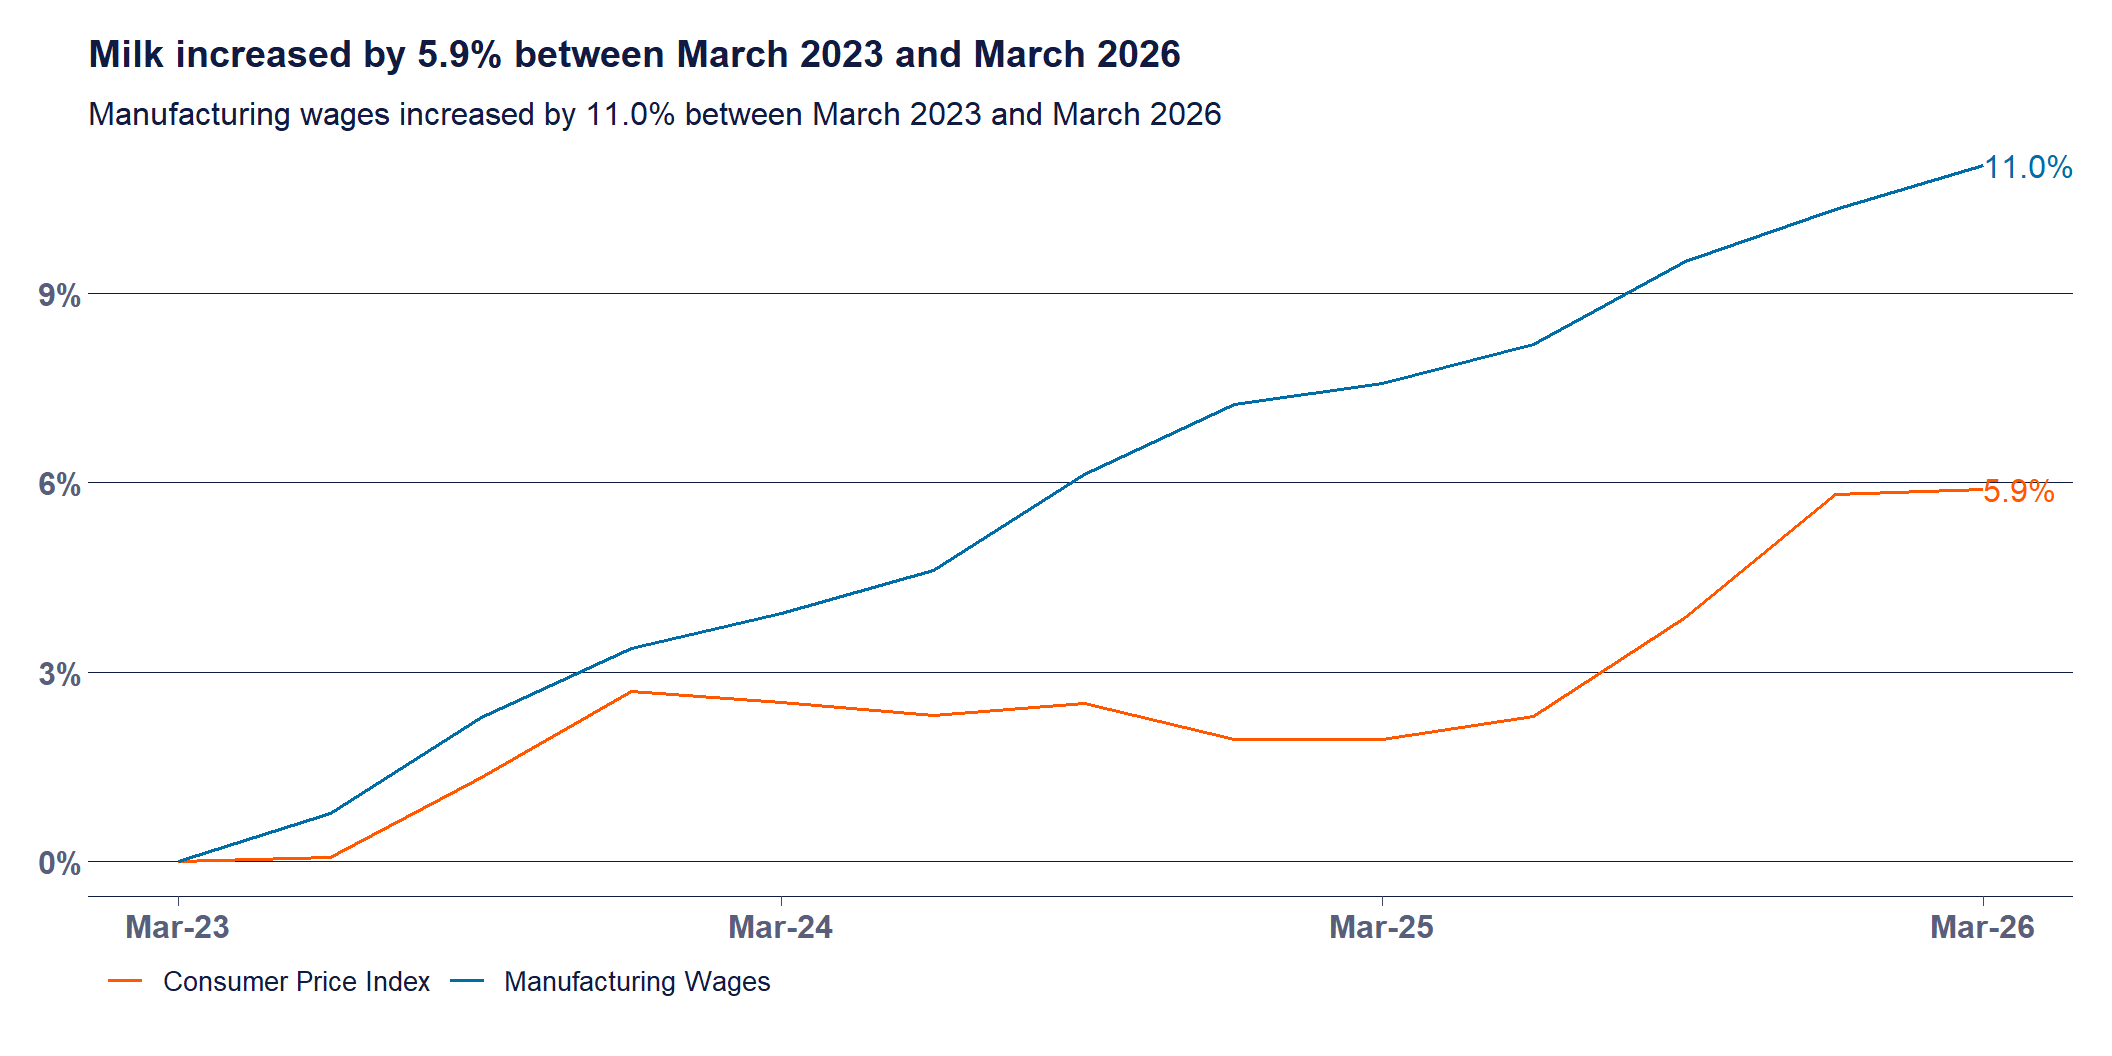 Milk increased by 5.9% between March 2023 and March 2026
Manufacturing wages increased by 11.0% between March 2023 and March 2026
11.0%
9%
6%
5.9%
3%
0%
Mar-23 Mar-24 Mar-25 Mar-26
Consumer Price Index Manufacturing Wages